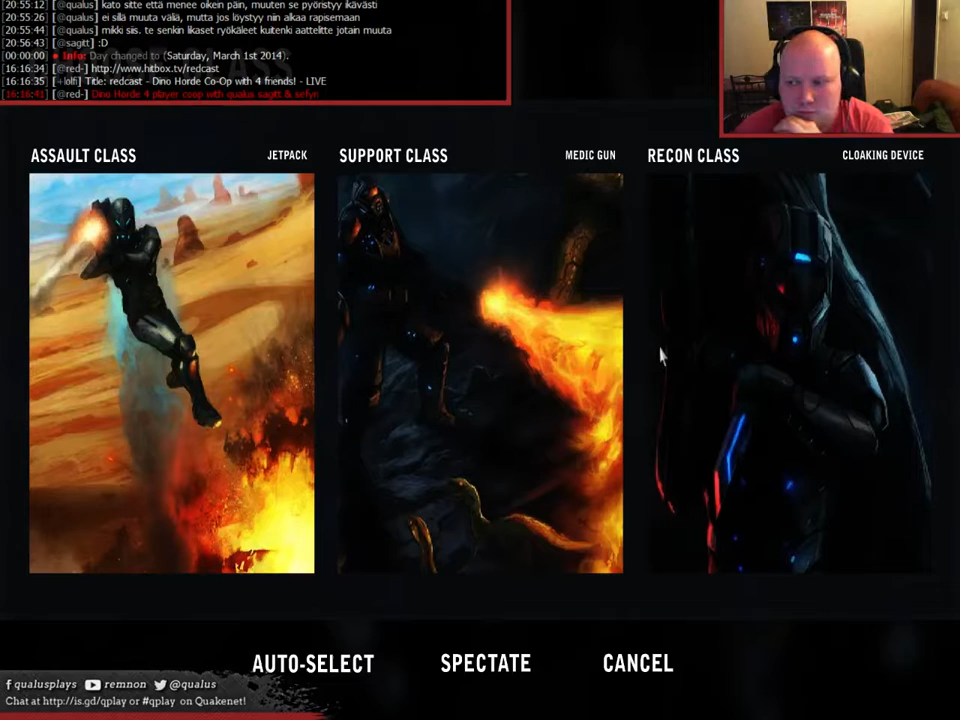 20:55:12] [@qualus] kato sitte että menee oikein päin, muuten se pyöristyy ikävästi
20:55:26] [@qualus] ei sillä muuta väliä, mutta jos löystyy niin alkaa rapisemaan
20:55:44] [@qualus] mikki siis. te senkin likaset ryökäleet kuitenki aattelitte jotain muuta
20:56:43] [@sagitt] :D
00:00:00] Info: Day changed to (Saturday, March 1st 2014).
16:16:34] [@red-] http://www.hitbox.tv/redcast
16:16:35] [+lolfi] Title: redcast - Dino Horde Co-Op with 4 friends! - LIVE
16:16:43] [@red-] Dino Horde 4 player coop with qualus sagitt & sefyn
ASSAULT CLASS JETPACK
SUPPORT CLASS MEDIC GUN
RECON CLASS CLOAKING DEVICE
AUTO-SELECT SPECTATE CANCEL
qualusplays remnon @qualus
Chat at http://is.gd/qplay or #qplay on Quakenet!